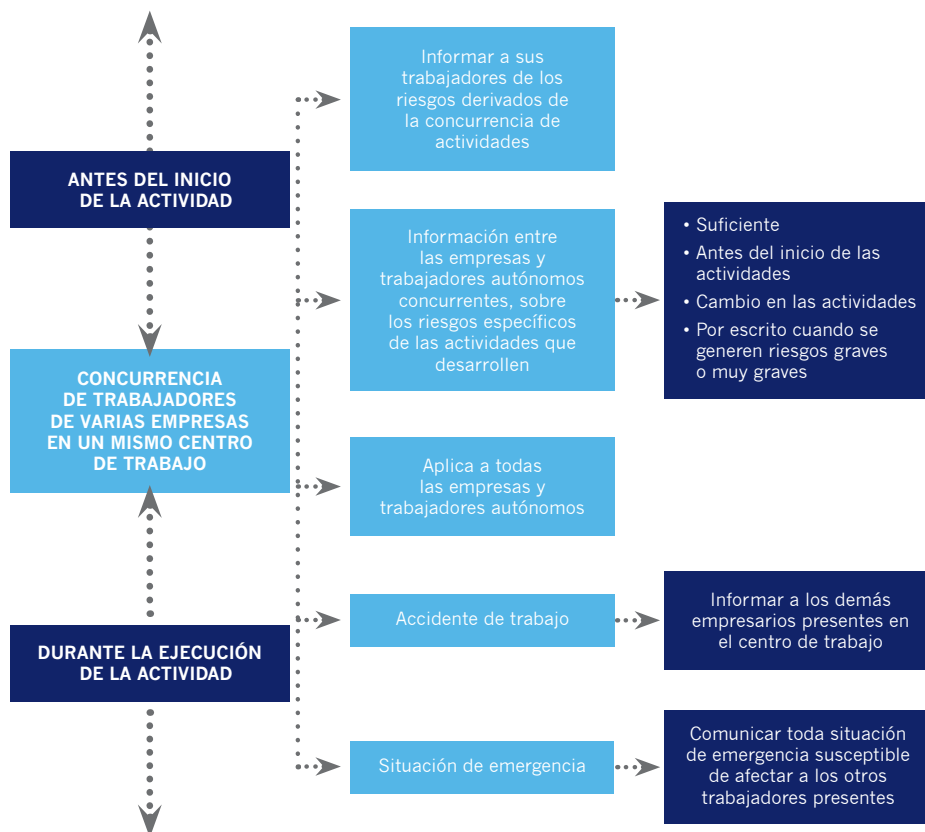 ANTES DEL INICIO
DE LA ACTIVIDAD
CONCURRENCIA
DE TRABAJADORES
DE VARIAS EMPRESAS
EN UN MISMO CENTRO
DE TRABAJO
DURANTE LA EJECUCIÓN
DE LA ACTIVIDAD
Informar a sus
trabajadores de los
riesgos derivados de
la concurrencia de
actividades
Información entre
las empresas y
trabajadores autónomos
concurrentes, sobre
los riesgos específicos
de las actividades que
desarrollen
• Suficiente
• Antes del inicio de las
actividades
• Cambio en las actividades
• Por escrito cuando se
generen riesgos graves
o muy graves
Aplica a todas
las empresas y
trabajadores autónomos
Accidente de trabajo
Informar a los demás
empresarios presentes en
el centro de trabajo
Situación de emergencia
Comunicar toda situación
de emergencia susceptible
de afectar a los otros
trabajadores presentes